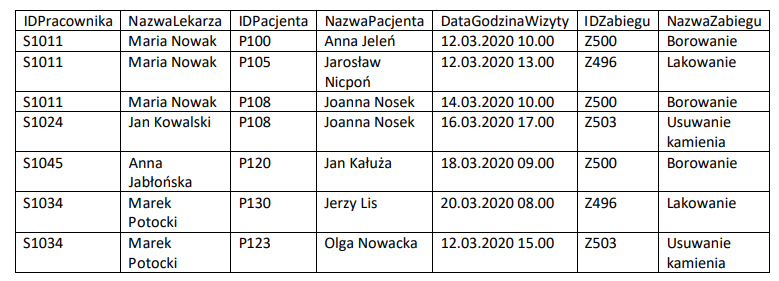 IDPracownika NazwaLekarza IDPacjenta NazwaPacjenta DataGodzinaWizyty IDZabiegu NazwaZabiegu
S1011 Maria Nowak P100 Anna Jeleń 12.03.2020 10.00 Z500 Borowanie
S1011 Maria Nowak P105 Jarosław 12.03.2020 13.00 Z496 Lakowanie
Nicpoń
S1011 Maria Nowak P108 Joanna Nosek 14.03.2020 10.00 Z500 Borowanie
S1024 Jan Kowalski P108 Joanna Nosek 16.03.2020 17.00 Z503 Usuwanie
kamienia
S1045 Anna P120 Jan Kałuża 18.03.2020 09.00 Z500 Borowanie
Jabłońska
S1034 Marek P130 Jerzy Lis 20.03.2020 08.00 Z496 Lakowanie
Potocki
S1034 Marek P123 Olga Nowacka 12.03.2020 15.00 Z503 Usuwanie
Potocki kamienia